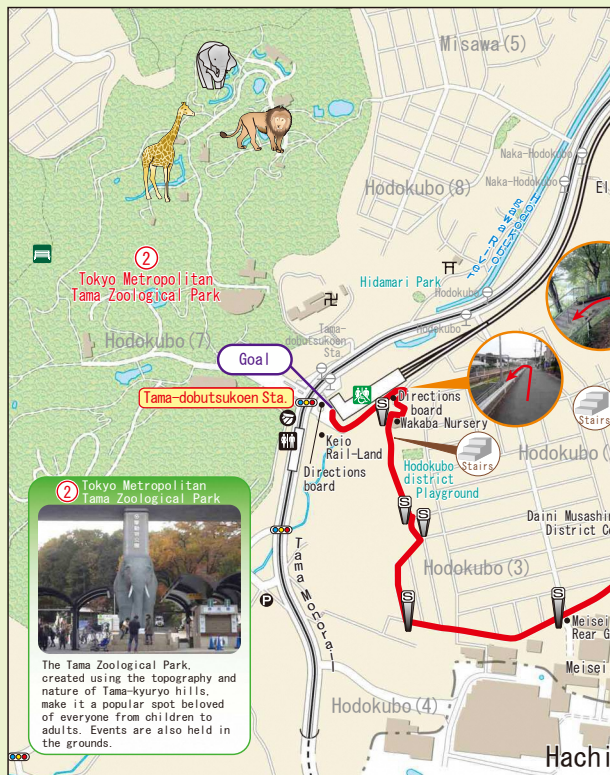 Misawa (5)
Naka-Hodokubo
Naka-Hodokubo
Hodokubo (8)
Hodokubo
gawa River
Hidamari Park
Hodokubo
Hodokubo
②
Tokyo Metropolitan
Tama Zoological Park
Hodokubo (7)
Tama-
dobutsukoen
Sta.
Goal
Tama-dobutsukoen Sta.
Directions
board
Wakaba Nursery
Keio
Rail-Land
Directions
board
Stairs
Stairs
Hodokubo
district
Playground
Hodokubo (
S
S
S
S
S
Daini Musashin
District Ce
Hodokubo (3)
Tama Monorail
P
Meisei
Rear G
Meisei
Hodokubo (4)
Hachi
El
② Tokyo Metropolitan
Tama Zoological Park
The Tama Zoological Park,
created using the topography and
nature of Tama-kyuryo hills,
make it a popular spot beloved
of everyone from children to
adults. Events are also held in
the grounds.